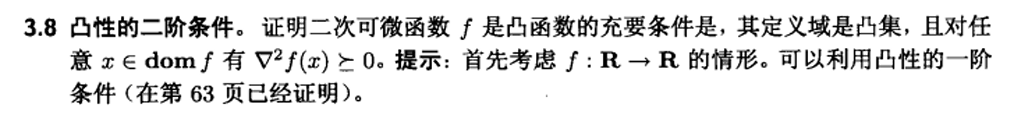 3.8 凸性的二阶条件。证明二次可微函数 f 是凸函数的充要条件是，其定义域是凸集，且对任
意 x ∈ dom f 有 ∇²f(x) ⪰ 0。提示：首先考虑 f : R → R 的情形。可以利用凸性的一阶
条件（在第 63 页已经证明）。